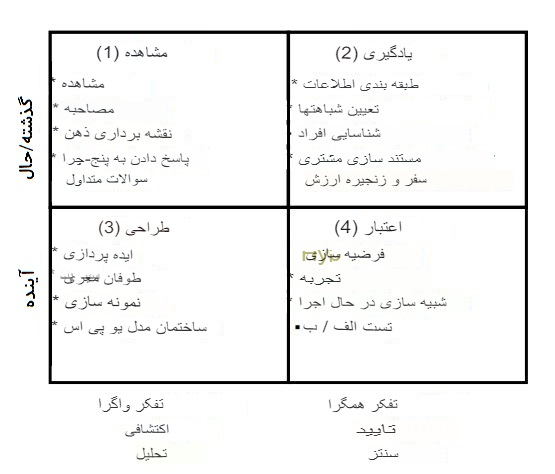 مشاهده (1)
* مشاهده
* مصاحبه
* نقشه برداری ذهن
* پاسخ دادن به پنج-چرا
سوالات متداول
یادگیری (2)
* طبقه بندی اطلاعات
* تعیین شباهتها
* شناسایی افراد
* مستند سازی مشتری
سفر و زنجیره ارزش
گذشته/حال
طراحی (3)
* ایده پردازی
* طوفان
* نمونه سازی
* ساختمان مدل یو پی اس
اعتبار (4)
فرضیه سازی
* تجربه
* شبیه سازی در حال اجرا
تست الف / ب
آینده
تفکر واگرا
اکتشافی
تحلیل
تفکر همگرا
تایید
سنتز